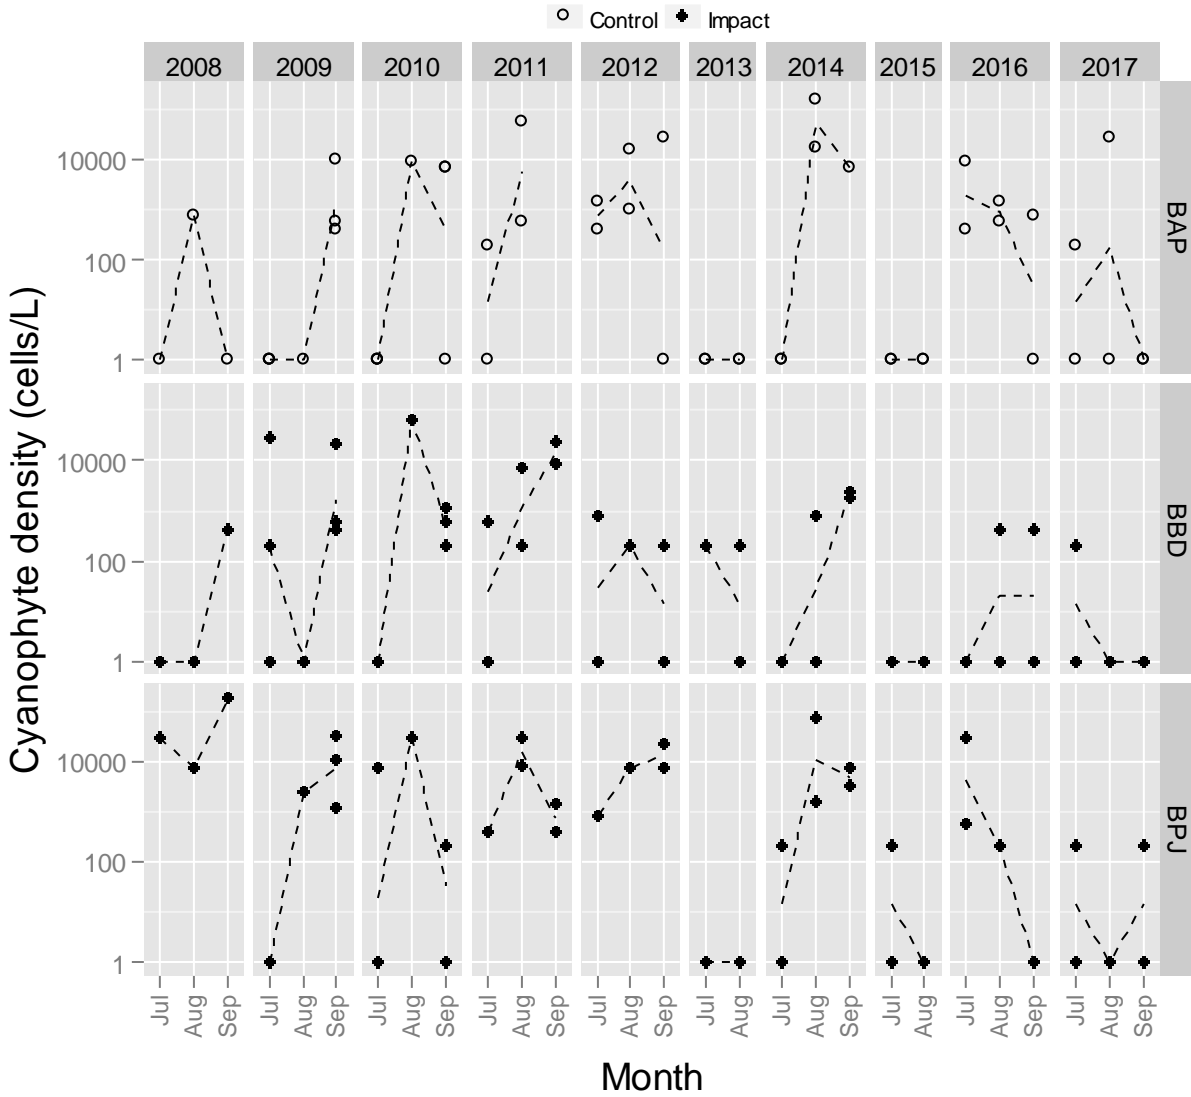 Control Impact
2008 2009 2010 2011 2012 2013 2014 2015 2016 2017
Cyanophyte density (cells/L)
10000
100
1
BAP
10000
100
1
BBD
10000
100
1
BPJ
Jul Aug Sep Jul Aug Sep Jul Aug Sep Jul Aug Sep Jul Aug Sep Jul Aug Jul Aug Sep Jul Aug Jul Aug Sep Jul Aug Sep
Month